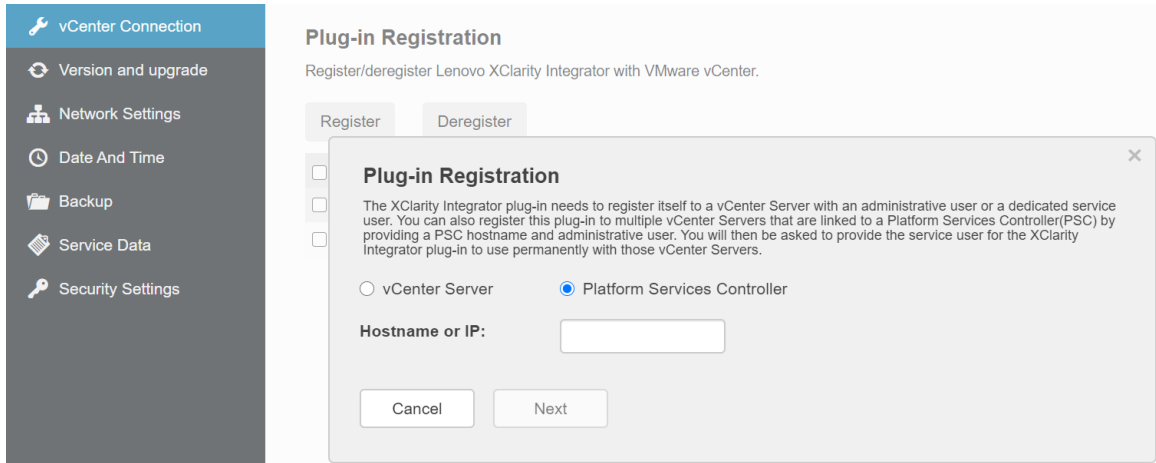 vCenter Connection
Version and upgrade
Network Settings
Date And Time
Backup
Service Data
Security Settings
Plug-in Registration
Register/deregister Lenovo XClarity Integrator with VMware vCenter.
Register
Deregister
×
Plug-in Registration
The XClarity Integrator plug-in needs to register itself to a vCenter Server with an administrative user or a dedicated service
user. You can also register this plug-in to multiple vCenter Servers that are linked to a Platform Services Controller(PSC) by
providing a PSC hostname and administrative user. You will then be asked to provide the service user for the XClarity
Integrator plug-in to use permanently with those vCenter Servers.
vCenter Server
Platform Services Controller
Hostname or IP:
Cancel
Next